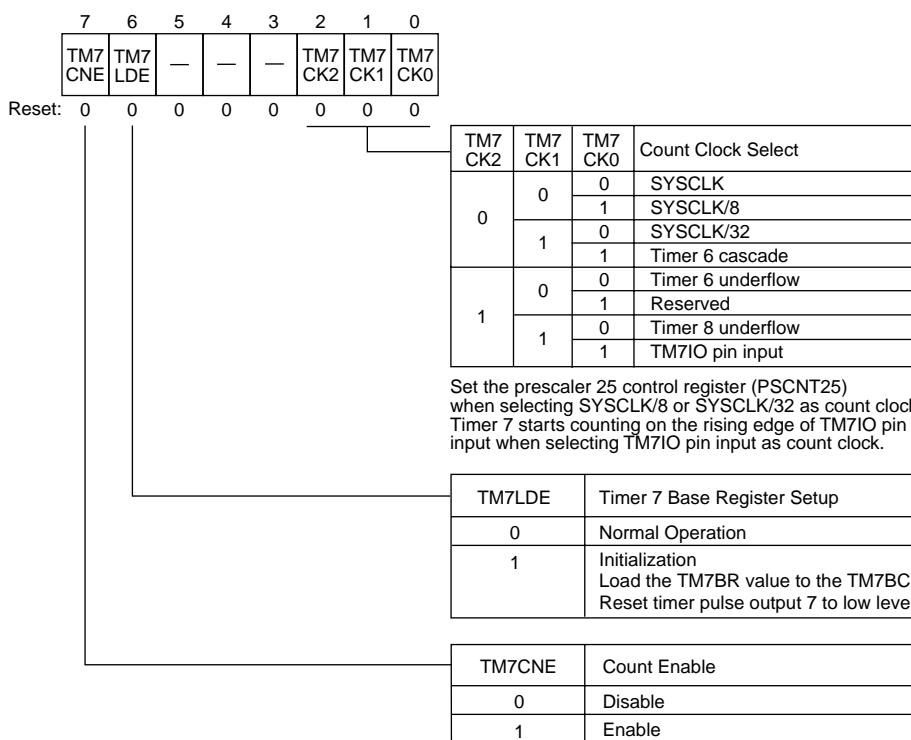 7 6 5 4 3 2 1 0
TM7 CNE TM7 LDE — — — TM7 CK2 TM7 CK1 TM7 CK0
Reset: 0 0 0 0 0 0 0 0
TM7 CK2 TM7 CK1 TM7 CK0 Count Clock Select
0 0 0 SYSCLK
1 SYSCLK/8
1 0 SYSCLK/32
1 Timer 6 cascade
1 0 0 Timer 6 underflow
1 Reserved
1 0 Timer 8 underflow
1 TM7IO pin input
Set the prescaler 25 control register (PSCNT25)
when selecting SYSCLK/8 or SYSCLK/32 as count cloc
Timer 7 starts counting on the rising edge of TM7IO pin
input when selecting TM7IO pin input as count clock.
TM7LDE Timer 7 Base Register Setup
0 Normal Operation
1 Initialization
Load the TM7BR value to the TM7BC
Reset timer pulse output 7 to low leve
TM7CNE Count Enable
0 Disable
1 Enable